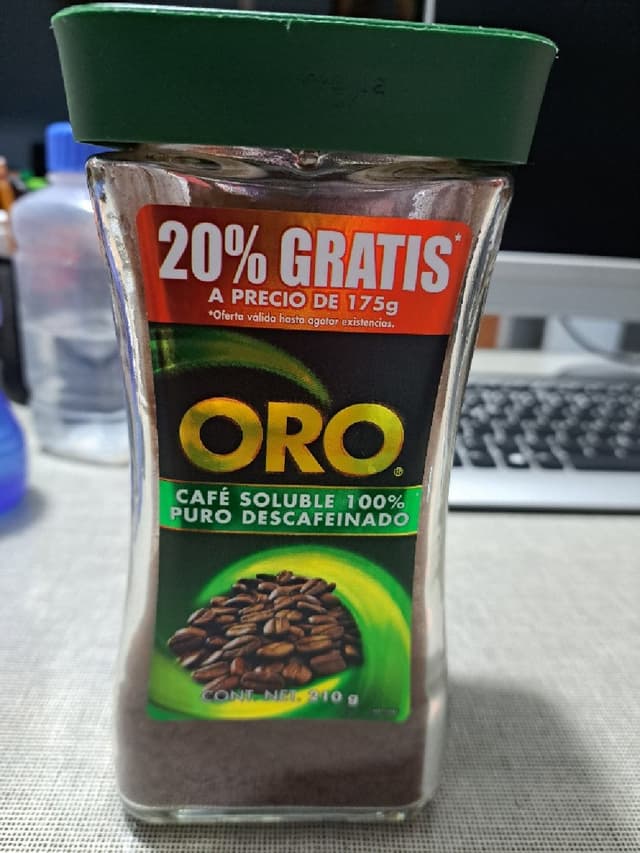 20% GRATIS*
A PRECIO DE 175g
*Oferta válida hasta agotar existencias.
ORO®
CAFÉ SOLUBLE 100%
PURO DESCAFEINADO
CONT. NET. 210 g